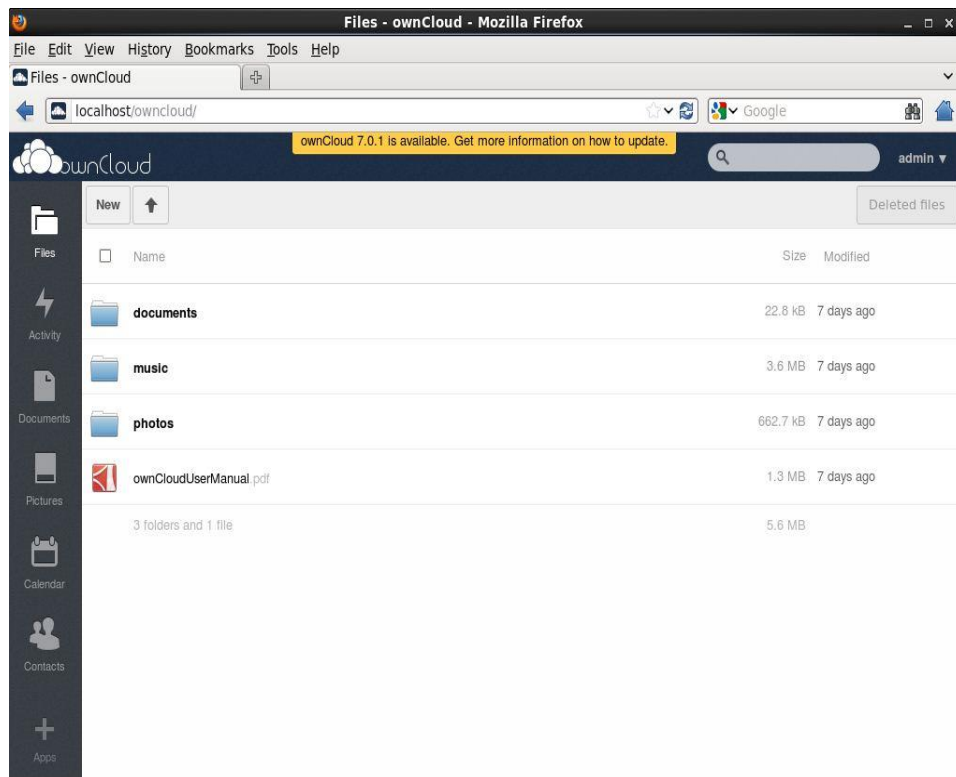 Files - ownCloud - Mozilla Firefox
File Edit View History Bookmarks Tools Help
Files - ownCloud
localhost/owncloud/
Google
ownCloud 7.0.1 is available. Get more information on how to update.
ownCloud
admin
New
Deleted files
Files
Name Size Modified
documents 22.8 kB 7 days ago
Activity
music 3.6 MB 7 days ago
Documents
photos 662.7 kB 7 days ago
ownCloudUserManual.pdf 1.3 MB 7 days ago
Pictures
3 folders and 1 file 5.6 MB
Calendar
Contacts
Apps